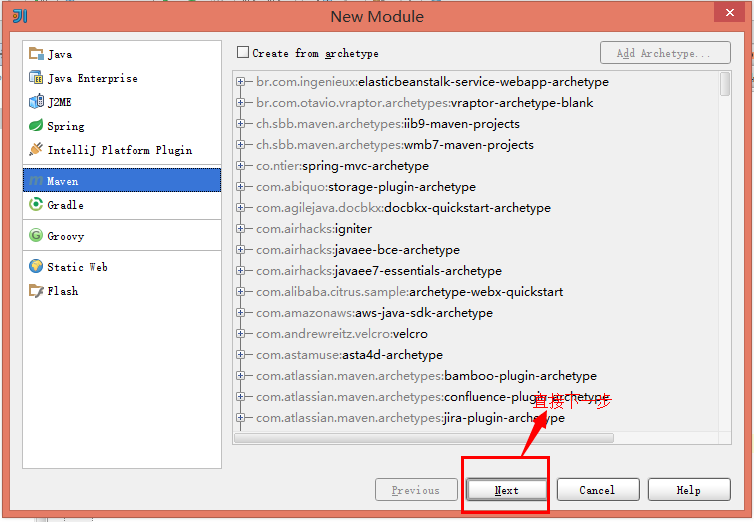 New Module
Java
Java Enterprise
J2ME
Spring
IntelliJ Platform Plugin
Maven
Gradle
Groovy
Static Web
Flash
Create from archetype
Add Archetype...
br.com.ingenieux:elasticbeanstalk-service-webapp-archetype
br.com.otavio.vraptor.archetypes:vraptor-archetype-blank
ch.sbb.maven.archetypes:iib9-maven-projects
ch.sbb.maven.archetypes:wmb7-maven-projects
co.ntier:spring-mvc-archetype
com.abiquo:storage-plugin-archetype
com.agilejava.docbkx:docbkx-quickstart-archetype
com.airhacks:igniter
com.airhacks:javaee-bce-archetype
com.airhacks:javaee7-essentials-archetype
com.alibaba.citrus.sample:archetype-webx-quickstart
com.amazonaws:aws-java-sdk-archetype
com.andrewreitz.velcro:velcro
com.astamuse:asta4d-archetype
com.atlassian.maven.archetypes:bamboo-plugin-archetype
com.atlassian.maven.archetypes:confluence-plugin-archetype
直接下一步
com.atlassian.maven.archetypes:jira-plugin-archetype
Previous
Next
Cancel
Help